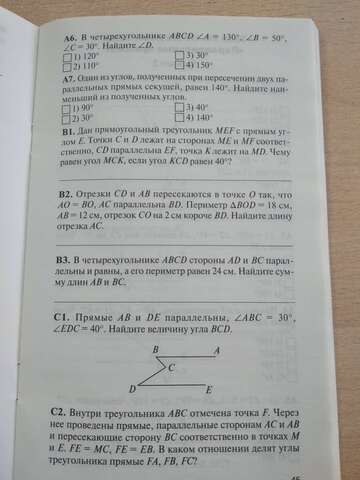 А6. В четырехугольнике ABCD ∠A = 130°, ∠B = 50°,
∠C = 30°. Найдите ∠D.
1) 120°
3) 30°
2) 110°
4) 150°
А7. Один из углов, полученных при пересечении двух па-
раллельных прямых секущей, равен 140°. Найдите наи-
меньший из полученных углов.
1) 90°
3) 40°
2) 30°
4) 140°
В1. Дан прямоугольный треугольник MEF с прямым уг-
лом E. Точки C и D лежат на сторонах ME и MF соответ-
ственно, CD параллельна EF, точка K лежит на MD. Чему
равен угол MCK, если угол KCD равен 40°?
В2. Отрезки CD и AB пересекаются в точке O так, что
AO = BO, AC параллельна BD. Периметр △BOD = 18 см,
AB = 12 см, отрезок CO на 2 см короче BD. Найдите длину
отрезка AC.
В3. В четырехугольнике ABCD стороны AD и BC парал-
лельны и равны, а его периметр равен 24 см. Найдите сум-
му длин AB и BC.
С1. Прямые AB и DE параллельны, ∠ABC = 30°,
∠EDC = 40°. Найдите величину угла BCD.
B A
C
D E
С2. Внутри треугольника ABC отмечена точка F. Через
нее проведены прямые, параллельные сторонам AC и AB
и пересекающие сторону BC соответственно в точках M
и E. FE = MC, FE = EB. В каком отношении делят углы
треугольника прямые FA, FB, FC?